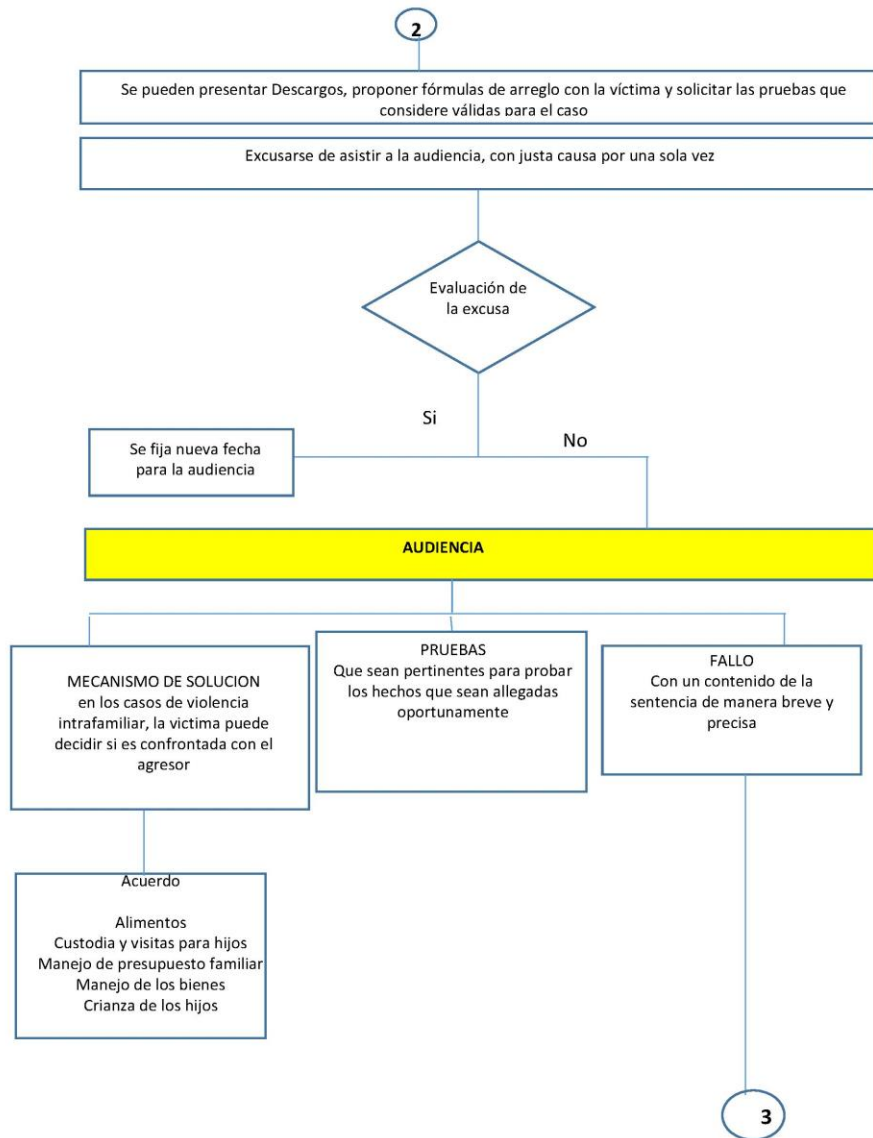 2
Se pueden presentar Descargos, proponer fórmulas de arreglo con la víctima y solicitar las pruebas que
considere válidas para el caso
Excusarse de asistir a la audiencia, con justa causa por una sola vez
Evaluación de
la excusa
Si
No
Se fija nueva fecha
para la audiencia
AUDIENCIA
MECANISMO DE SOLUCION
en los casos de violencia
intrafamiliar, la victima puede
decidir si es confrontada con el
agresor
PRUEBAS
Que sean pertinentes para probar
los hechos que sean allegadas
oportunamente
FALLO
Con un contenido de la
sentencia de manera breve y
precisa
Acuerdo
Alimentos
Custodia y visitas para hijos
Manejo de presupuesto familiar
Manejo de los bienes
Crianza de los hijos
3